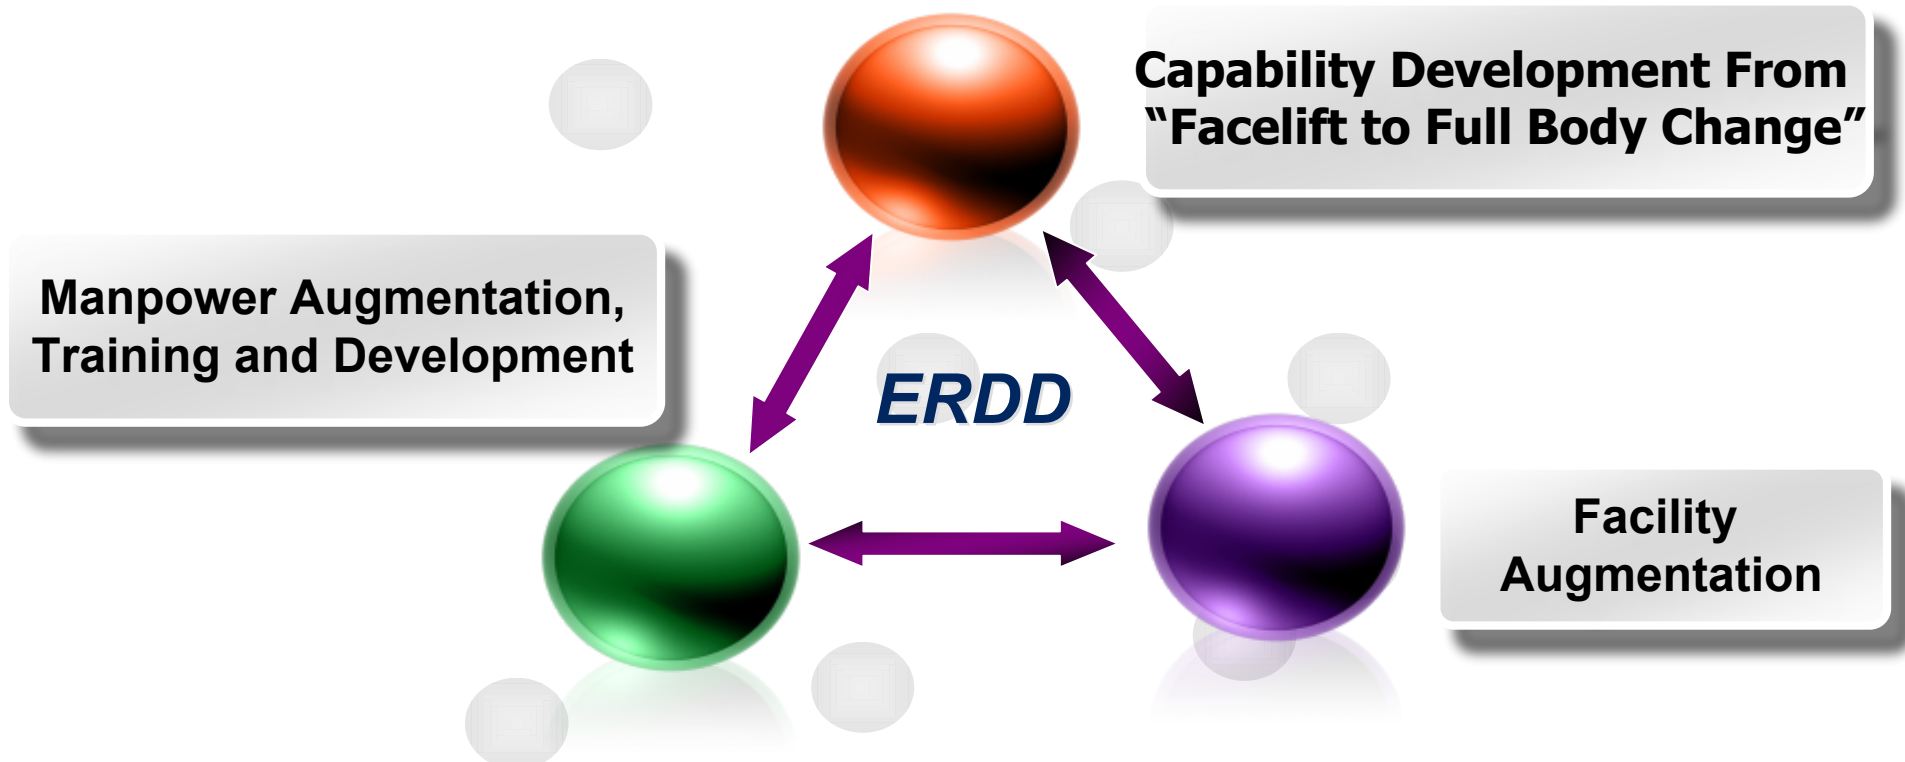 Capability Development From
“Facelift to Full Body Change”
Manpower Augmentation,
Training and Development
ERDD
Facility
Augmentation